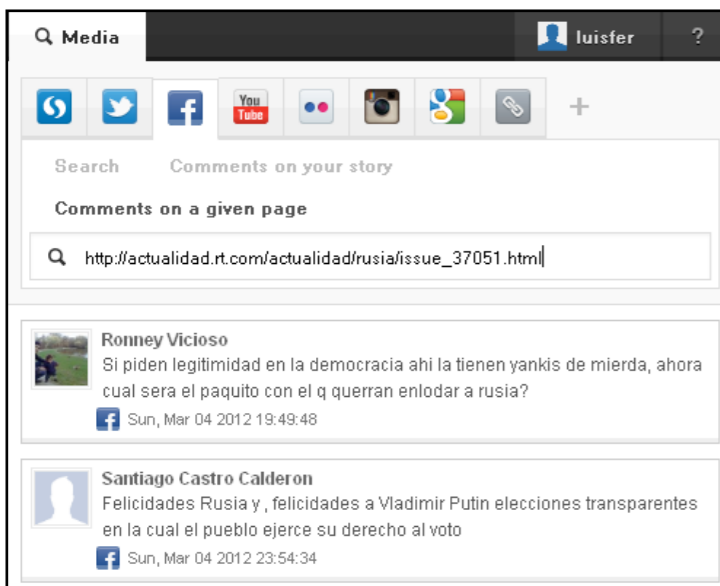 Media luisfer ?
You Tube
Search Comments on your story
Comments on a given page
http://actualidad.rt.com/actualidad/rusia/issue_37051.html
Ronney Vicioso
Si piden legitimidad en la democracia ahi la tienen yankis de mierda, ahora
cual sera el paquito con el q querran enlodar a rusia?
Sun, Mar 04 2012 19:49:48
Santiago Castro Calderon
Felicidades Rusia y , felicidades a Vladimir Putin elecciones transparentes
en la cual el pueblo ejerce su derecho al voto
Sun, Mar 04 2012 23:54:34